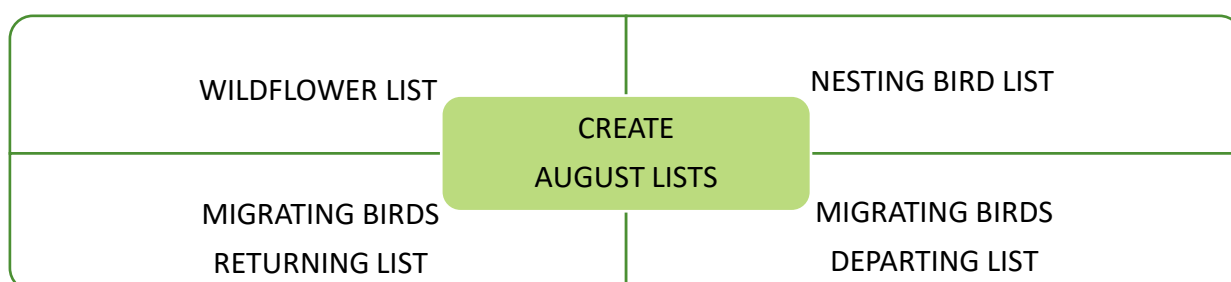 WILDFLOWER LIST
NESTING BIRD LIST
CREATE
AUGUST LISTS
MIGRATING BIRDS
RETURNING LIST
MIGRATING BIRDS
DEPARTING LIST